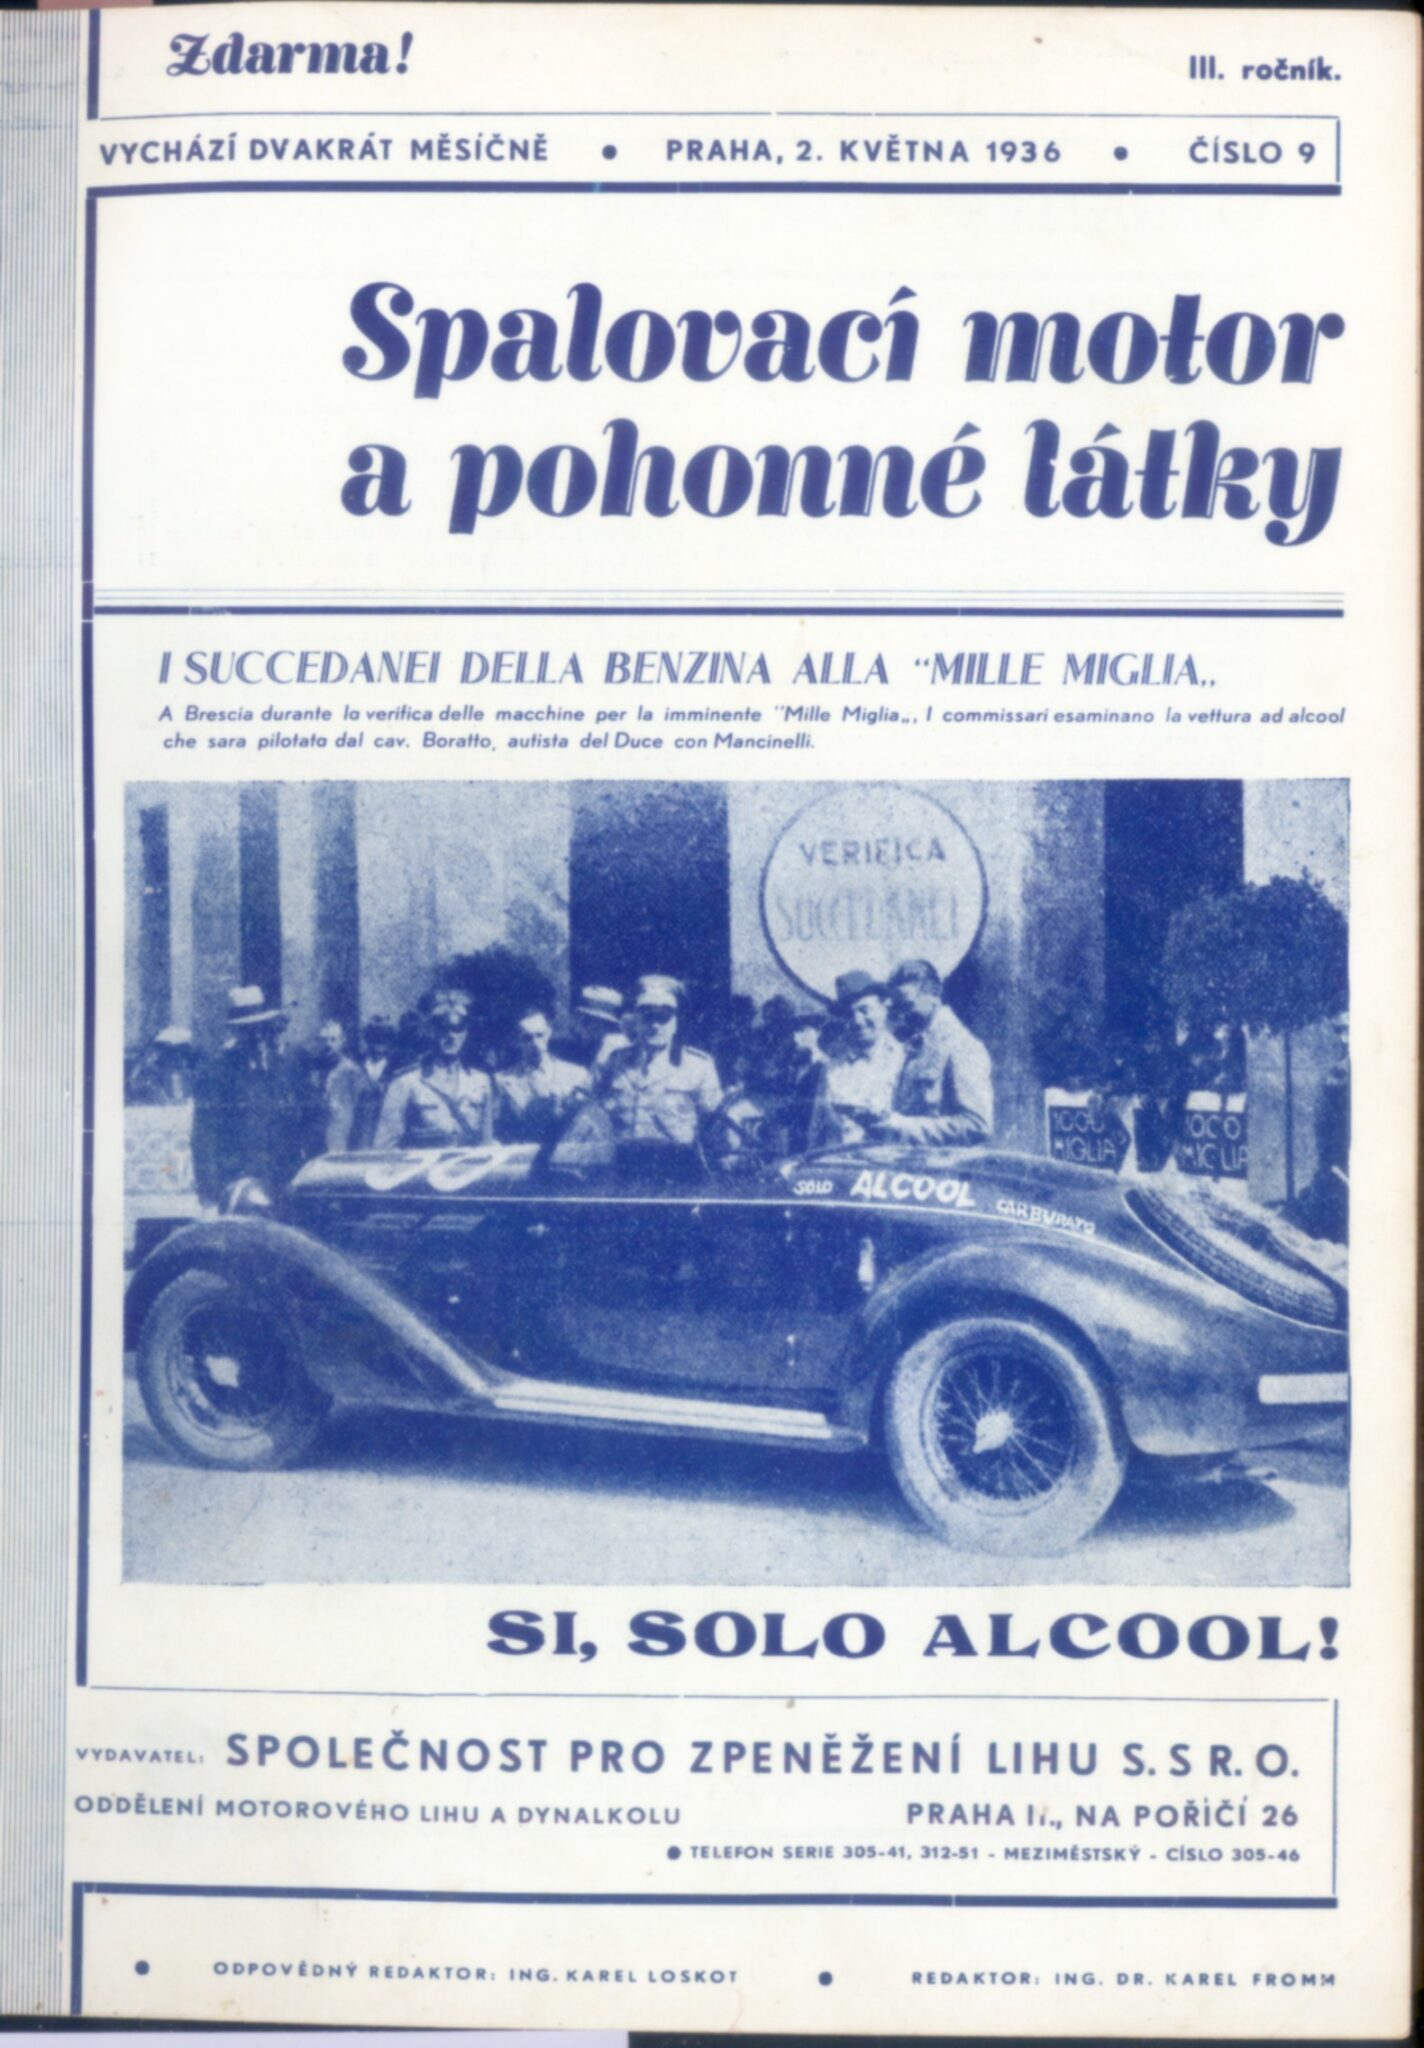 Zdarma!
III. ročník.
VYCHÁZÍ DVAKRÁT MĚSÍČNĚ • PRAHA, 2. KVĚTNA 1936 • ČÍSLO 9
Spalovací motor
a pohonné látky
I SUCCEDANEI DELLA BENZINA ALLA “MILLE MIGLIA„
A Brescia durante la verifica delle macchine per la imminente “Mille Miglia„. I commissari esaminano la vettura ad alcool
che sara pilotata dal cav. Boratto, autista del Duce con Mancinelli.
VERIFICA
SUCCEDANEI
1000
MIGLIA
1000
MIGLIA
SOLO ALCOOL CARBURATO
SI, SOLO ALCOOL!
VYDAVATEL: SPOLEČNOST PRO ZPENĚŽENÍ LIHU S. S R. O.
ODDĚLENÍ MOTOROVÉHO LIHU A DYNALKOLU PRAHA II., NA POŘÍČÍ 26
• TELEFON SERIE 305-41, 312-51 - MEZIMĚSTSKÝ - CÍSLO 305-46
• ODPOVĚDNÝ REDAKTOR: ING. KAREL LOSKOT • REDAKTOR: ING. DR. KAREL FROMM